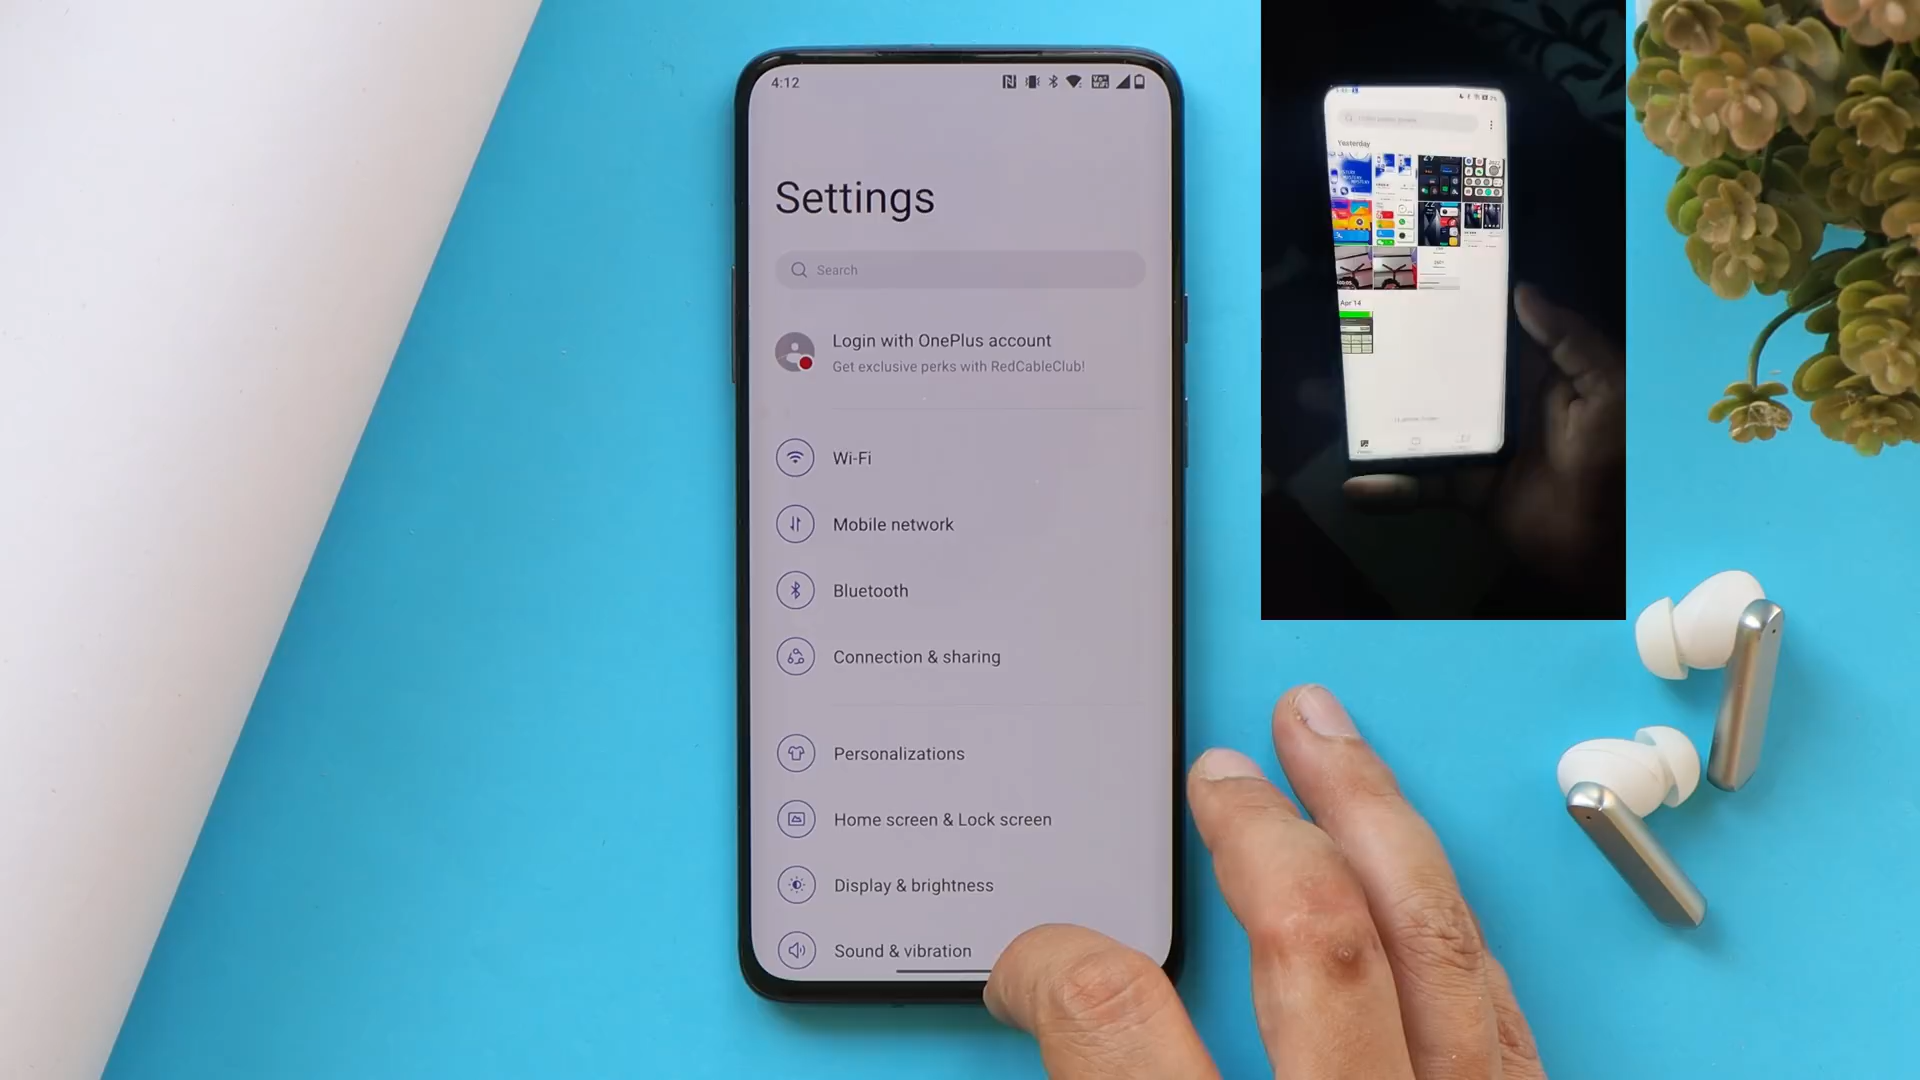 4:12
Settings
Search
Login with OnePlus account
Get exclusive perks with RedCableClub!
Wi-Fi
Mobile network
Bluetooth
Connection & sharing
Personalizations
Home screen & Lock screen
Display & brightness
Sound & vibration
Yesterday
Apr 14